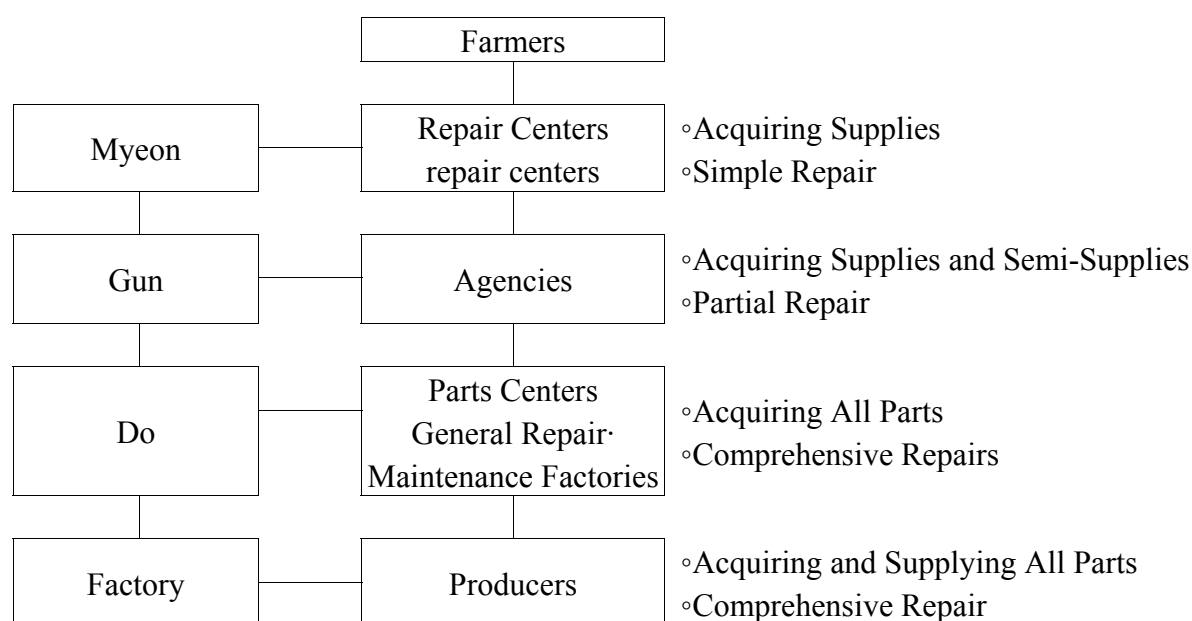 Farmers
Myeon
Repair Centers
repair centers
◦Acquiring Supplies
◦Simple Repair
Gun
Agencies
◦Acquiring Supplies and Semi-Supplies
◦Partial Repair
Do
Parts Centers
General Repair·
Maintenance Factories
◦Acquiring All Parts
◦Comprehensive Repairs
Factory
Producers
◦Acquiring and Supplying All Parts
◦Comprehensive Repair